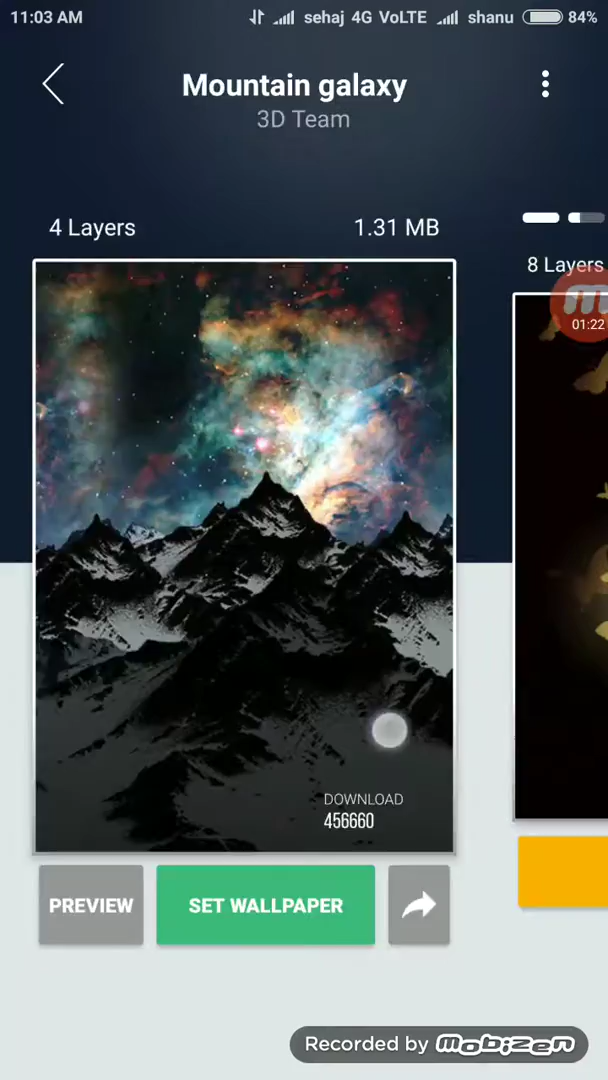 11:03 AM sehaj 4G VoLTE shanu 84%
Mountain galaxy
3D Team
4 Layers 1.31 MB
8 Layers
01:22
DOWNLOAD
456660
PREVIEW SET WALLPAPER
Recorded by mobizen